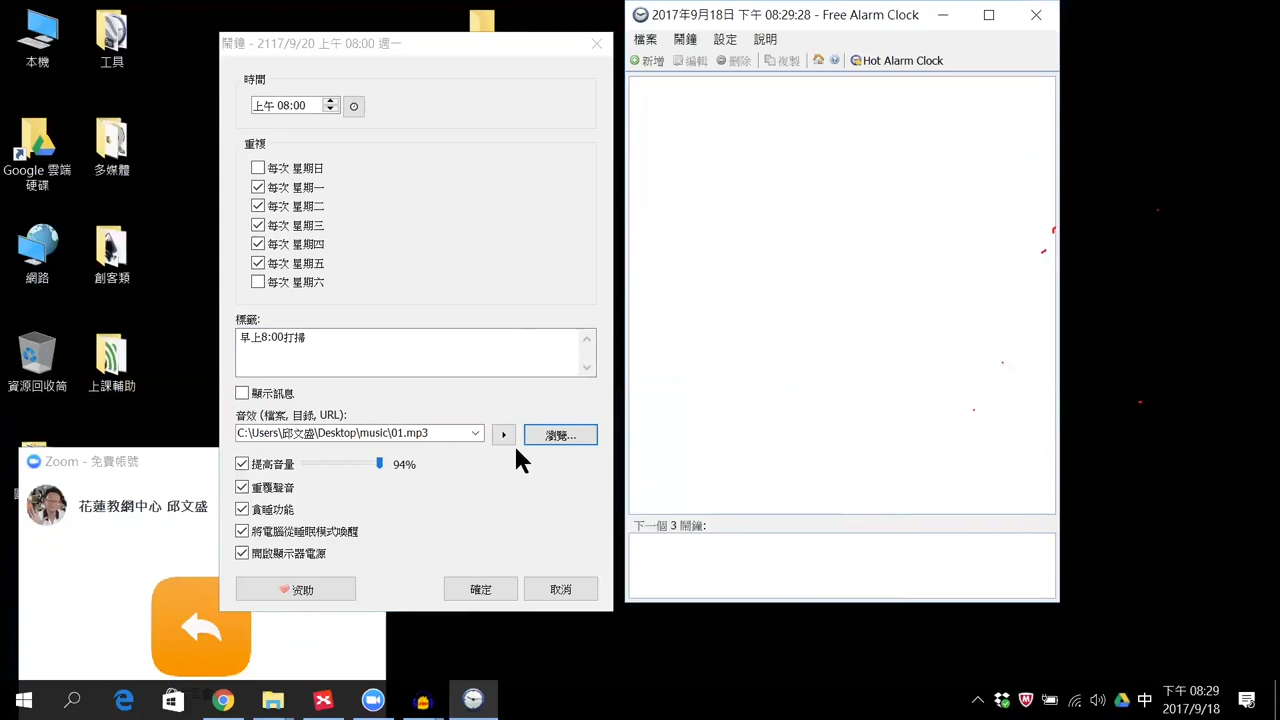 本機
工具
Google 雲端
硬碟
多媒體
網路
創客類
資源回收筒
上課輔助
鬧鐘 - 2117/9/20 上午 08:00 週一
時間
上午 08:00
重複
每次 星期日
每次 星期一
每次 星期二
每次 星期三
每次 星期四
每次 星期五
每次 星期六
標籤:
早上8:00打掃
顯示訊息
音效 (檔案, 目錄, URL):
C:\Users\邱文盛\Desktop\music\01.mp3
瀏覽...
提高音量
94%
重覆聲音
貪睡功能
將電腦從睡眠模式喚醒
開啟顯示器電源
资助
確定
取消
2017年9月18日 下午 08:29:28 - Free Alarm Clock
檔案 鬧鐘 設定 說明
新增 編輯 刪除 複製 Hot Alarm Clock
下一個 3 鬧鐘:
Zoom - 免費帳號
花蓮教網中心 邱文盛
中
下午 08:29
2017/9/18